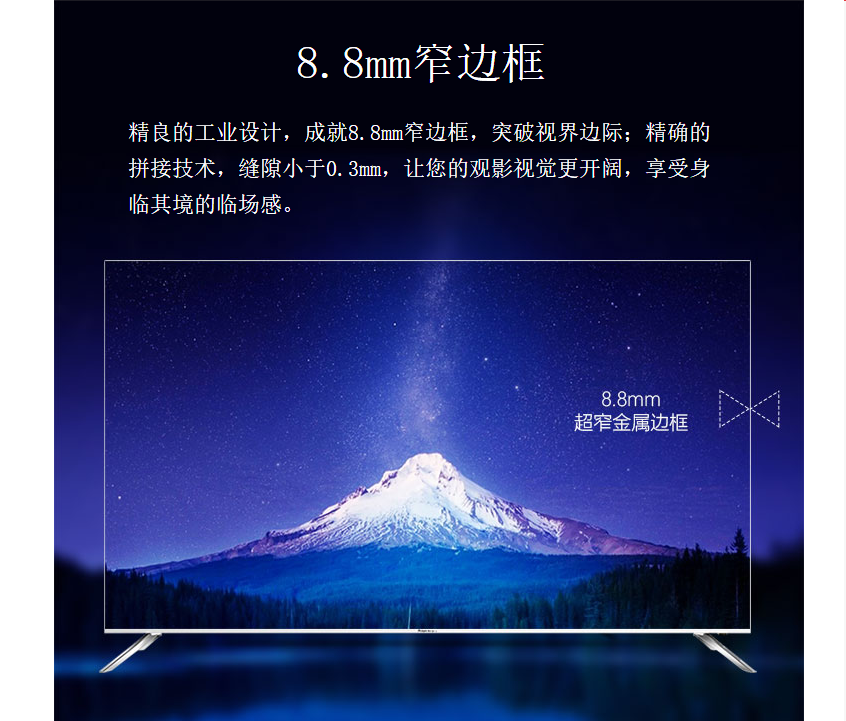 8.8mm窄边框
精良的工业设计，成就8.8mm窄边框，突破视界边际；精确的
拼接技术，缝隙小于0.3mm，让您的观影视觉更开阔，享受身
临其境的临场感。
8.8mm
超窄金属边框